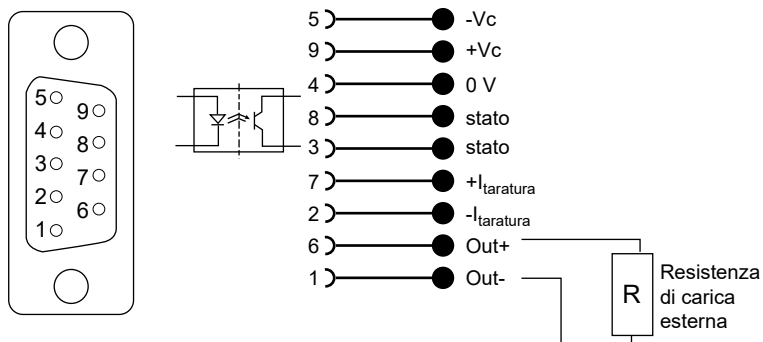 5 -Vc
9 +Vc
4 0 V
8 stato
3 stato
7 +Itaratura
2 -Itaratura
6 Out+
1 Out-
5
9
4
8
3
7
2
6
1
R
Resistenza
di carica
esterna